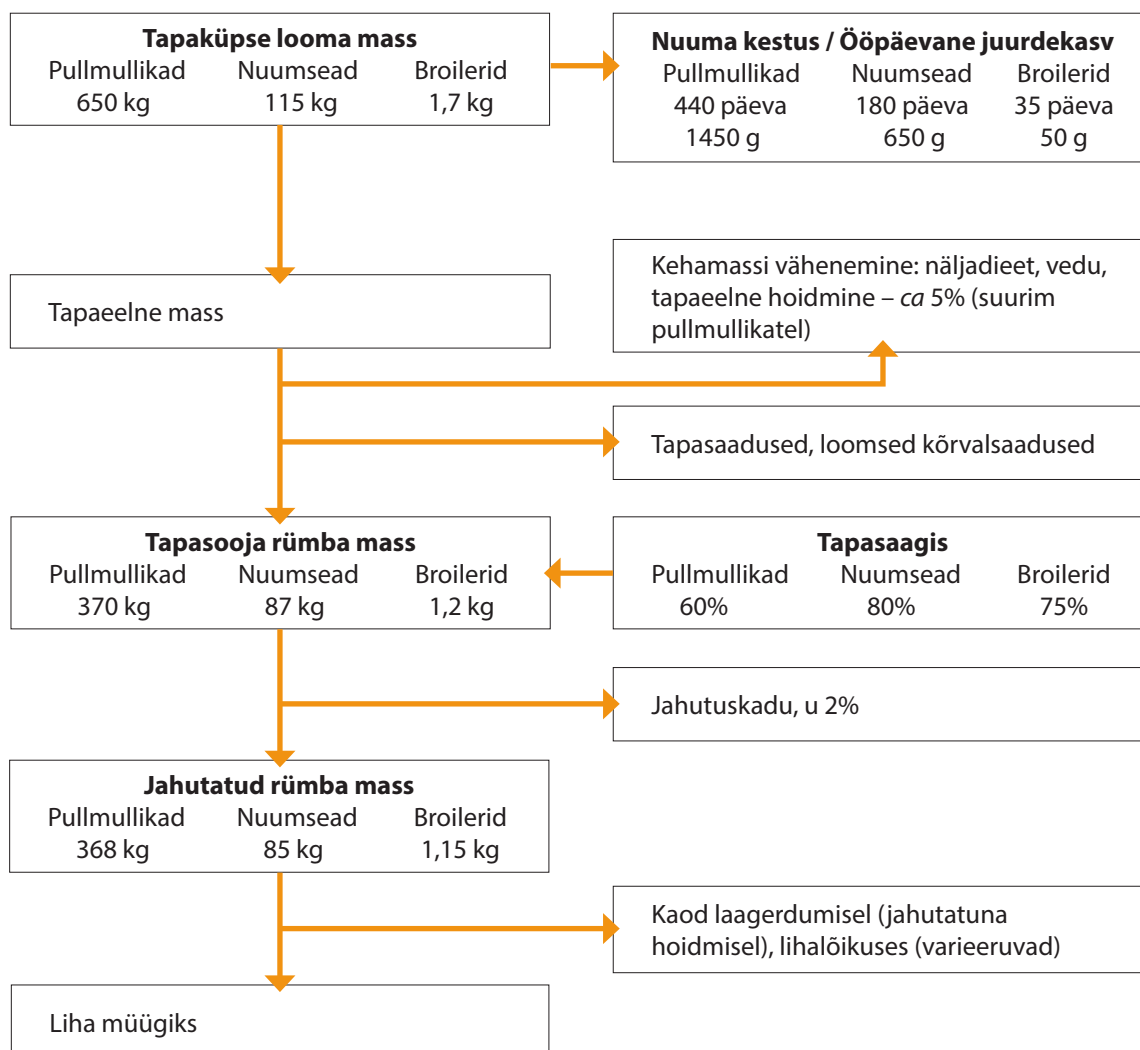 Tapaküpse looma mass
Pullmullikad Nuumsead Broilerid
650 kg 115 kg 1,7 kg
Nuuma kestus / Ööpäevane juurdekasv
Pullmullikad Nuumsead Broilerid
440 päeva 180 päeva 35 päeva
1450 g 650 g 50 g
Kehamassi vähenemine: näljadieet, vedu,
tapaeelne hoidmine – ca 5% (suurim
pullmullikatel)
Tapaeelne mass
Tapasaadused, loomsed kõrvalsaadused
Tapasooja rümba mass
Pullmullikad Nuumsead Broilerid
370 kg 87 kg 1,2 kg
Tapasaagis
Pullmullikad Nuumsead Broilerid
60% 80% 75%
Jahutuskadu, u 2%
Jahutatud rümba mass
Pullmullikad Nuumsead Broilerid
368 kg 85 kg 1,15 kg
Kaod laagerdumisel (jahutatuna
hoidmisel), lihalõikuses (varieeruvad)
Liha müügiks